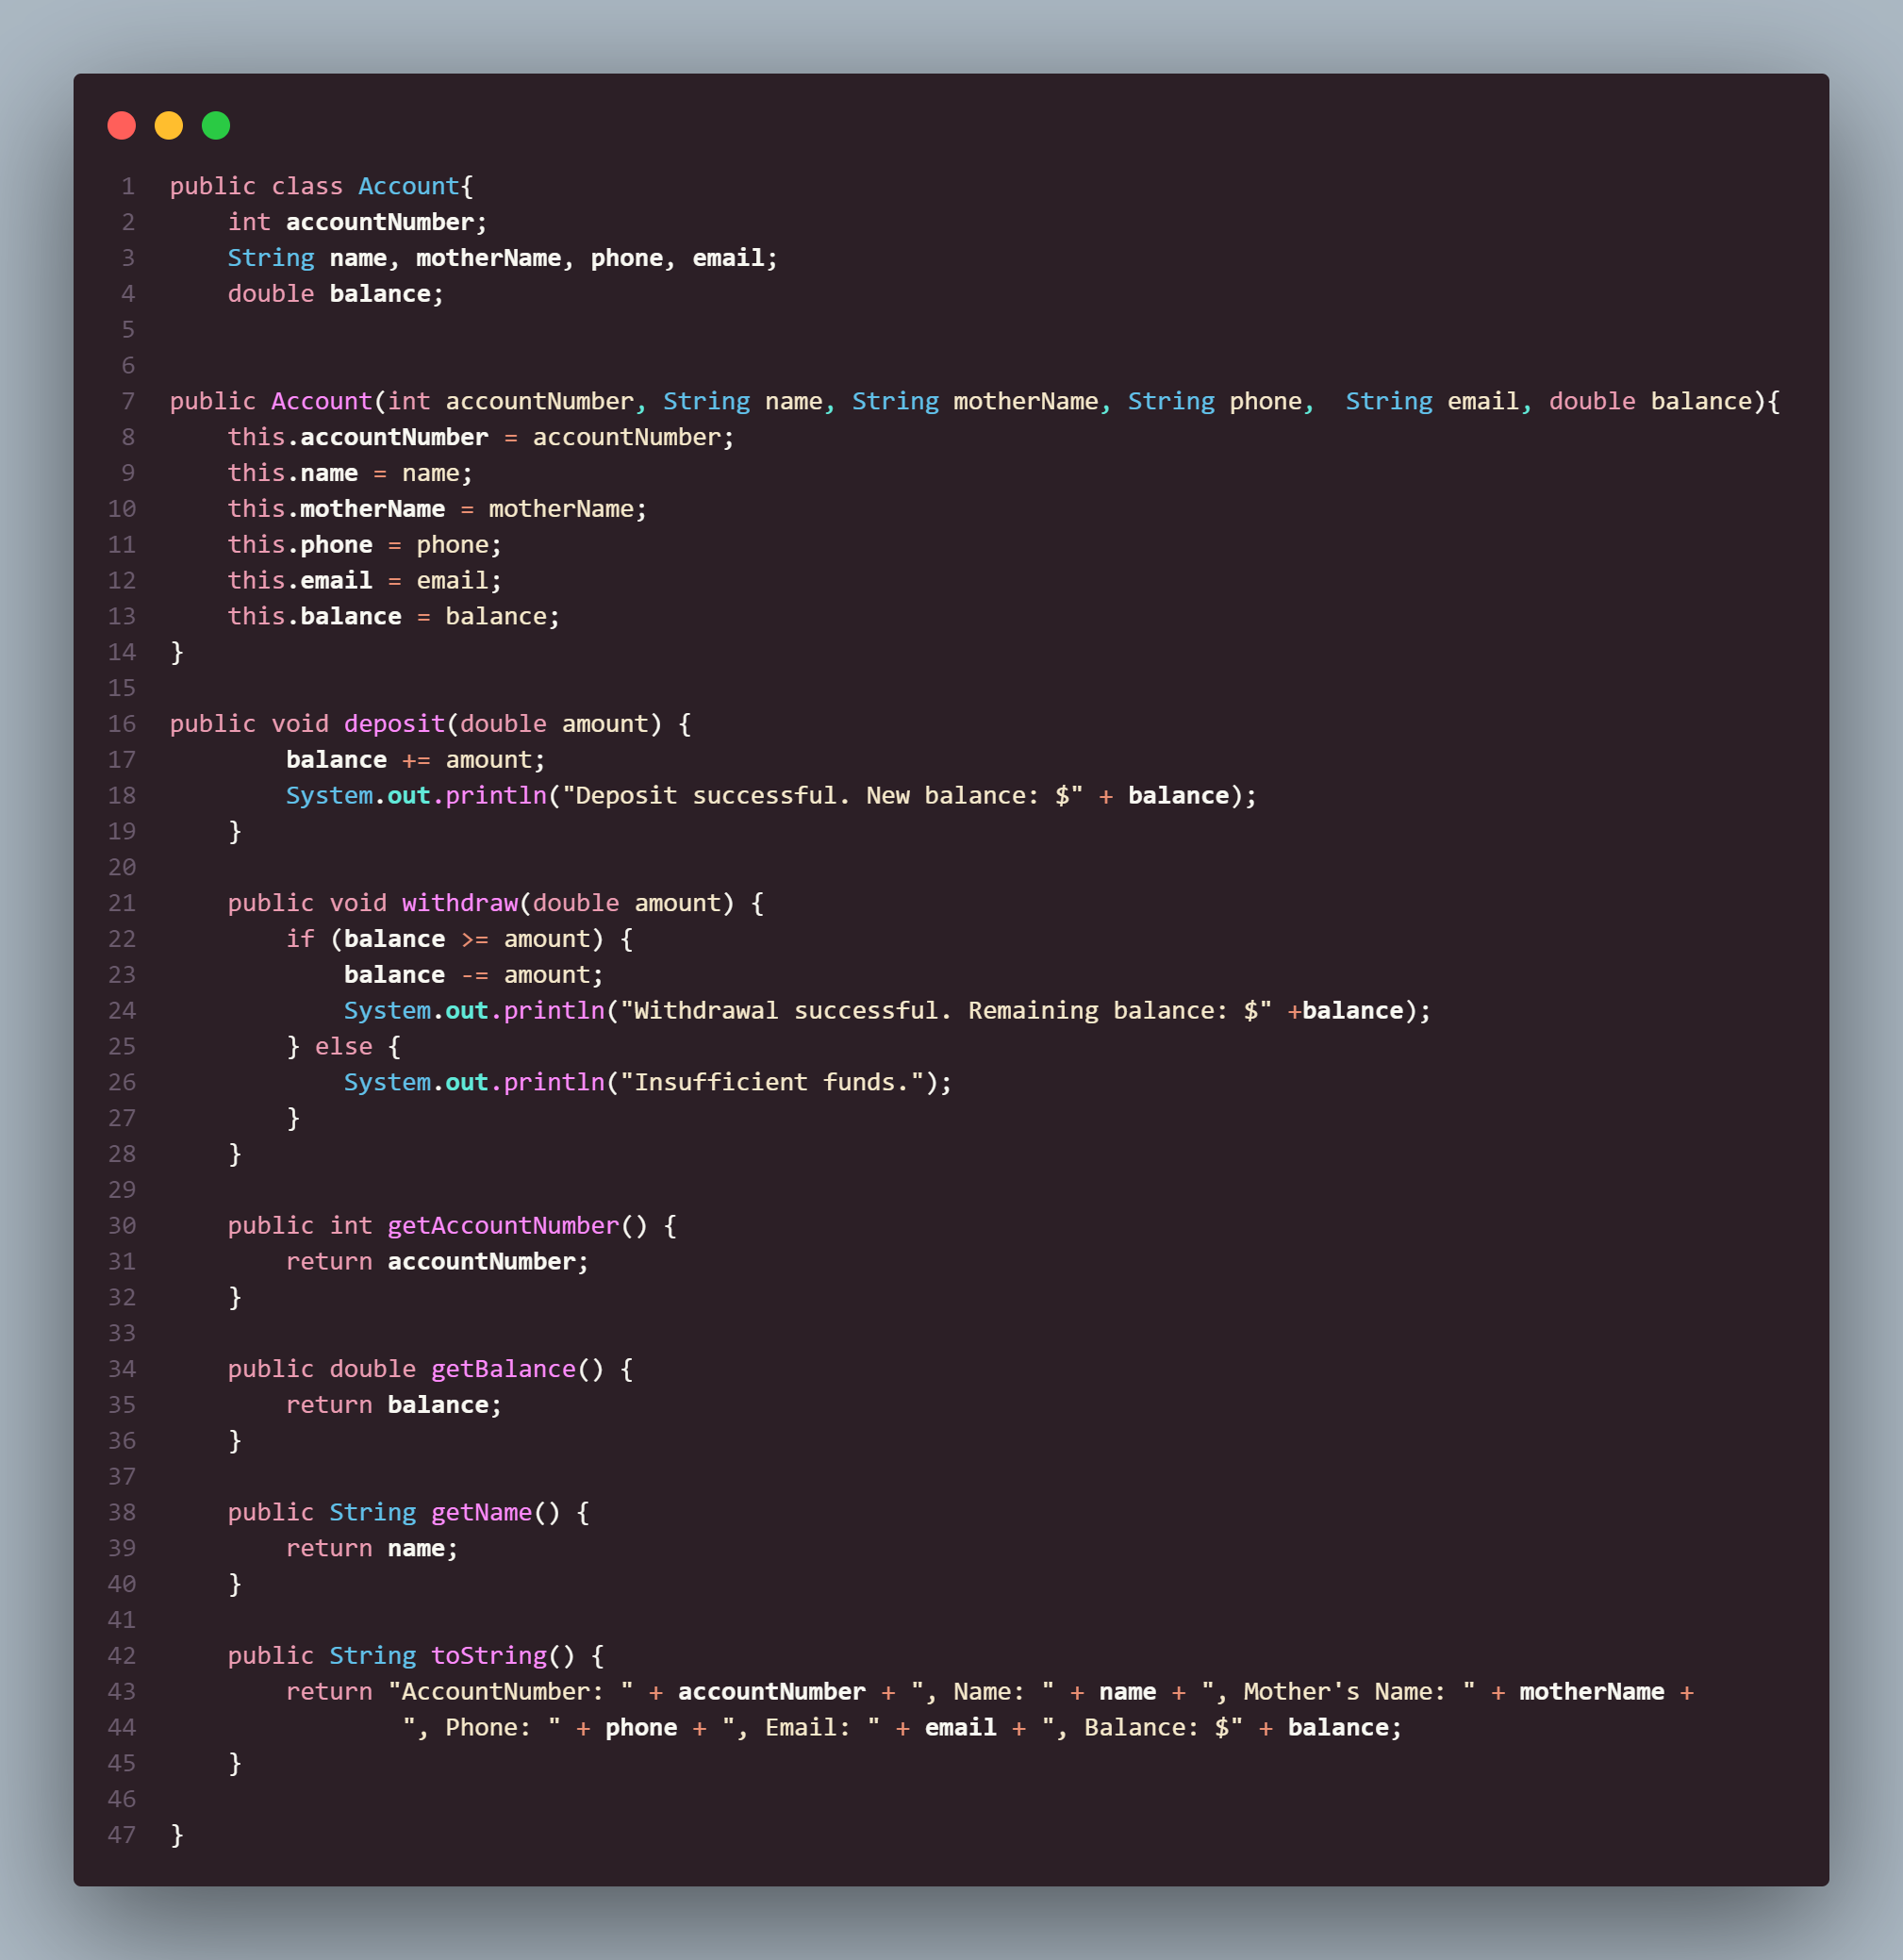 1 public class Account{
2     int accountNumber;
3     String name, motherName, phone, email;
4     double balance;
5
6
7 public Account(int accountNumber, String name, String motherName, String phone,  String email, double balance){
8     this.accountNumber = accountNumber;
9     this.name = name;
10     this.motherName = motherName;
11     this.phone = phone;
12     this.email = email;
13     this.balance = balance;
14 }
15
16 public void deposit(double amount) {
17         balance += amount;
18         System.out.println("Deposit successful. New balance: $" + balance);
19     }
20
21     public void withdraw(double amount) {
22         if (balance >= amount) {
23             balance -= amount;
24             System.out.println("Withdrawal successful. Remaining balance: $" +balance);
25         } else {
26             System.out.println("Insufficient funds.");
27         }
28     }
29
30     public int getAccountNumber() {
31         return accountNumber;
32     }
33
34     public double getBalance() {
35         return balance;
36     }
37
38     public String getName() {
39         return name;
40     }
41
42     public String toString() {
43         return "AccountNumber: " + accountNumber + ", Name: " + name + ", Mother's Name: " + motherName +
44                 ", Phone: " + phone + ", Email: " + email + ", Balance: $" + balance;
45     }
46
47 }